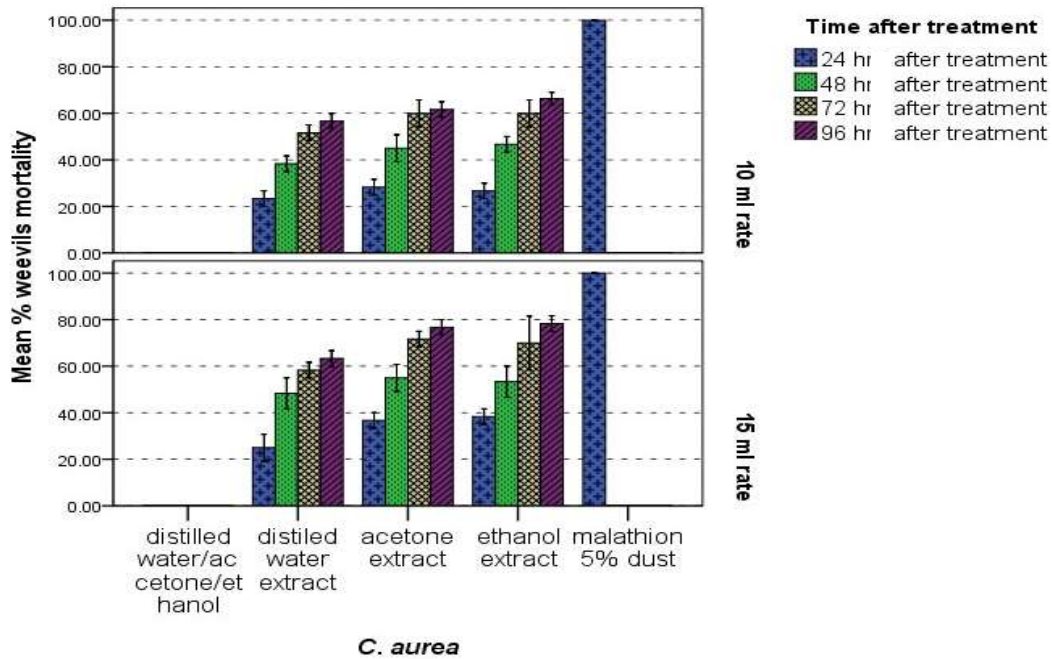 Time after treatment
24 hr after treatment
48 hr after treatment
72 hr after treatment
96 hr after treatment
Mean % weevils mortality
100.00
80.00
60.00
40.00
20.00
0.00
10 ml rate
100.00
80.00
60.00
40.00
20.00
0.00
15 ml rate
distilled
water/ac
cetone/et
hanol
distiled
water
extract
acetone
extract
ethanol
extract
malathion
5% dust
C. aurea